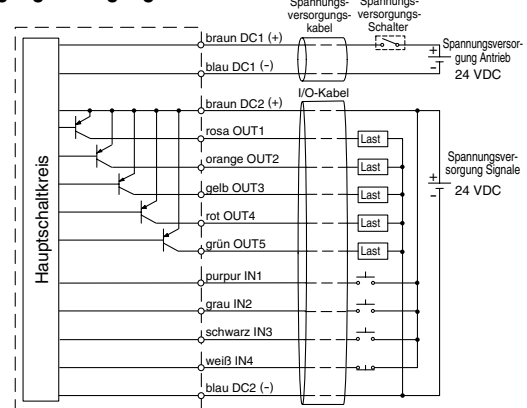 Spannungs-
versorgungs-
kabel
Spannungs-
versorgungs-
Schalter
braun DC1 (+)
Spannungsversor-
gung Antrieb
24 VDC
+
-
blau DC1 (-)
I/O-Kabel
braun DC2 (+)
rosa OUT1
Last
orange OUT2
Last
Spannungsver-
sorgung Signale
24 VDC
+
-
gelb OUT3
Last
rot OUT4
Last
grün OUT5
Last
Hauptschaltkreis
purpur IN1
grau IN2
schwarz IN3
weiß IN4
blau DC2 (-)